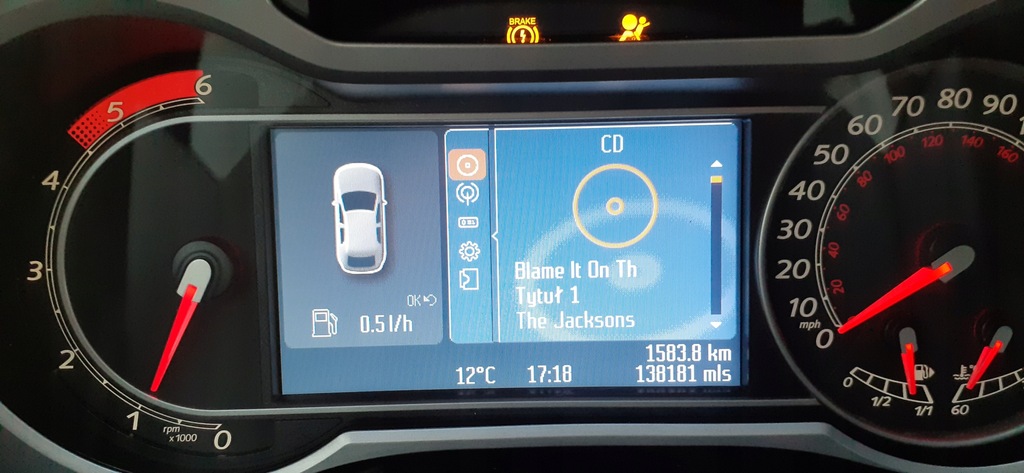 BRAKE
6
5
4
3
2
1
0
rpm
x1000
OK
0.5l/h
CD
Blame It On Th
Tytuł 1
The Jacksons
1583.8 km
12°C 17:18 138181 mls
90
80
70
60
50
40
30
20
10
mph
0
160
140
120
100
80
60
40
20
0
1/2
1/1
60